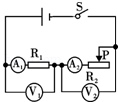 S
A₁ R₁ A₂ P
R₂
V₁ V₂